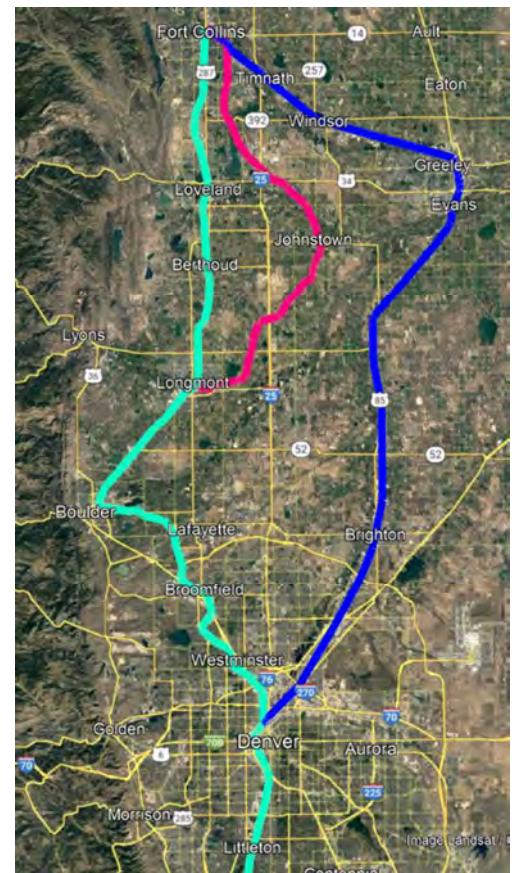 Fort Collins
14
Ault
287
Timnath
257
Eaton
392
Windsor
Greeley
25
34
Loveland
Evans
Johnstown
Berthoud
Lyons
36
Longmont
25
85
52
52
Boulder
Lafayette
Brighton
Broomfield
Westminster
76
270
70
Golden
Denver
Aurora
6
70
225
Morrison
285
Littleton
Image Landsat /
Centennial